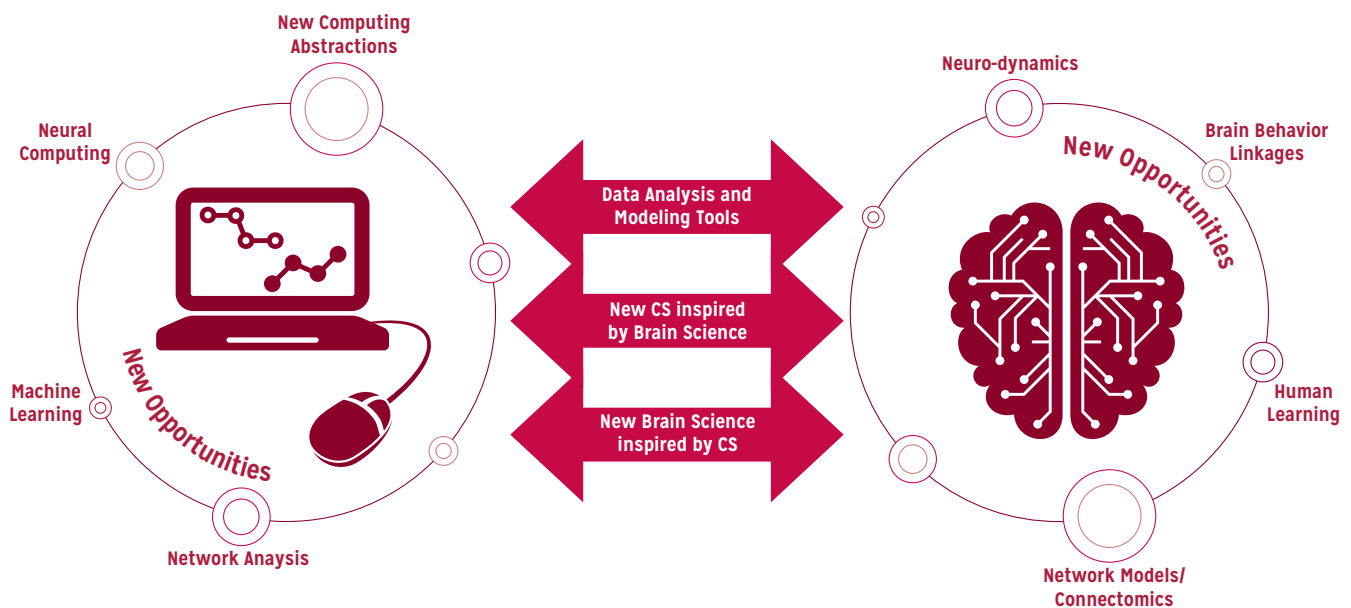 New Computing
Abstractions
Neural
Computing
Machine
Learning
New Opportunities
Network Anaysis
Data Analysis and
Modeling Tools
New CS inspired
by Brain Science
New Brain Science
inspired by CS
Neuro-dynamics
Brain Behavior
Linkages
New Opportunities
Human
Learning
Network Models/
Connectomics